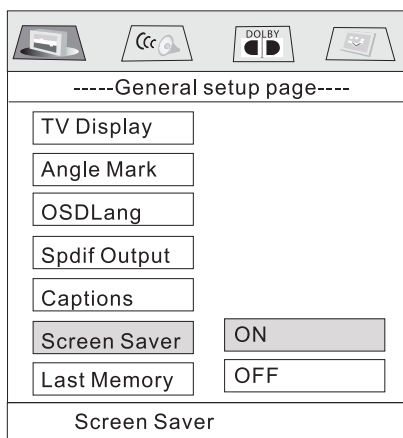 DOLBY
-----General setup page----
TV Display
Angle Mark
OSDLang
Spdif Output
Captions
Screen Saver ON
Last Memory OFF
Screen Saver